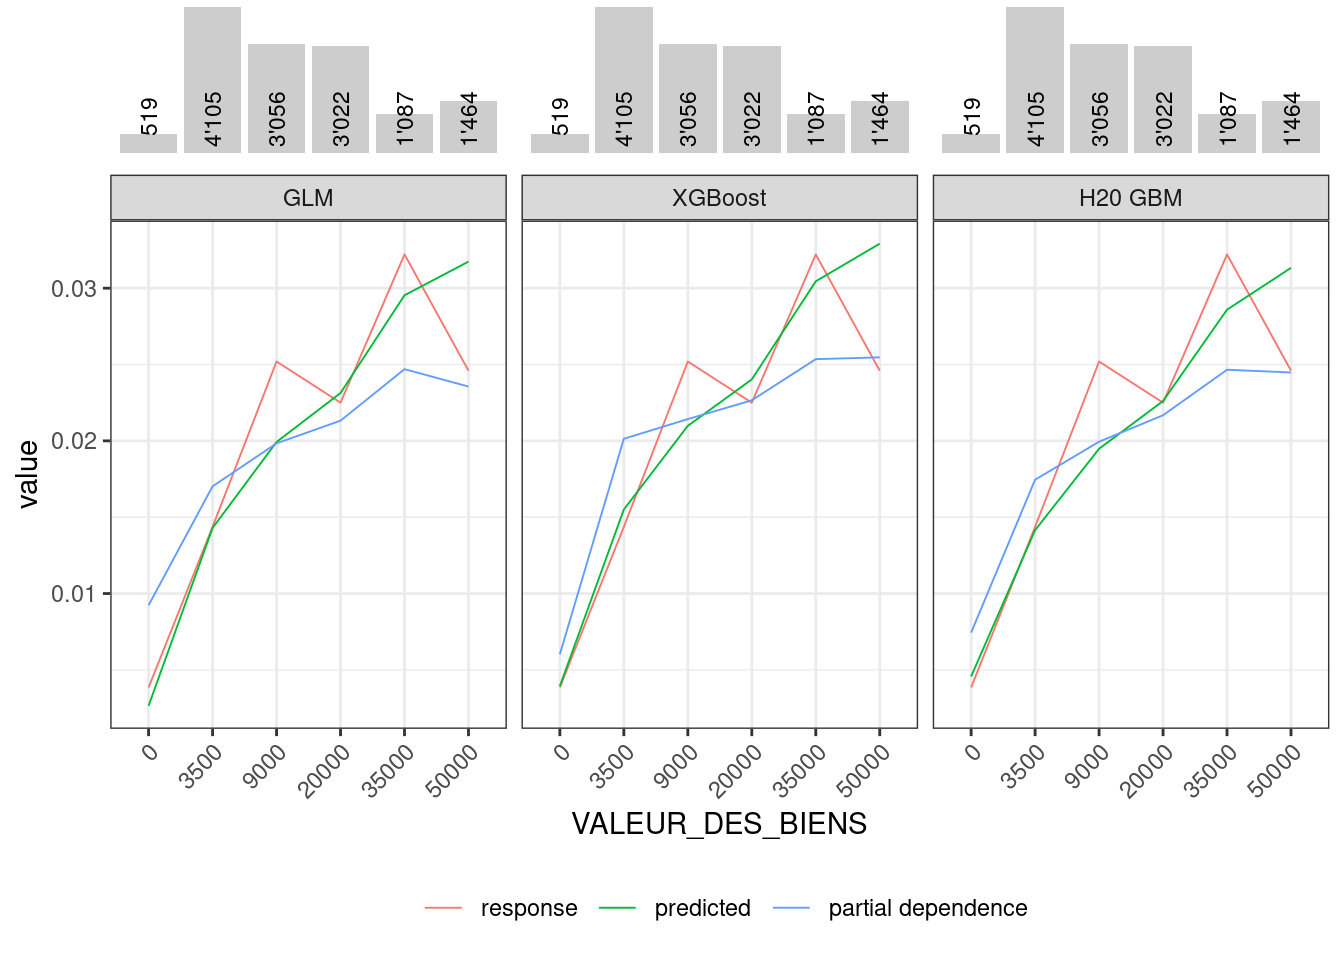 519 4'105 3'056 3'022 1'087 1'464 519 4'105 3'056 3'022 1'087 1'464 519 4'105 3'056 3'022 1'087 1'464
GLM XGBoost H20 GBM
0.03
0.02
0.01
value
0 3500 9000 20000 35000 50000 0 3500 9000 20000 35000 50000 0 3500 9000 20000 35000 50000
VALEUR_DES_BIENS
response predicted partial dependence